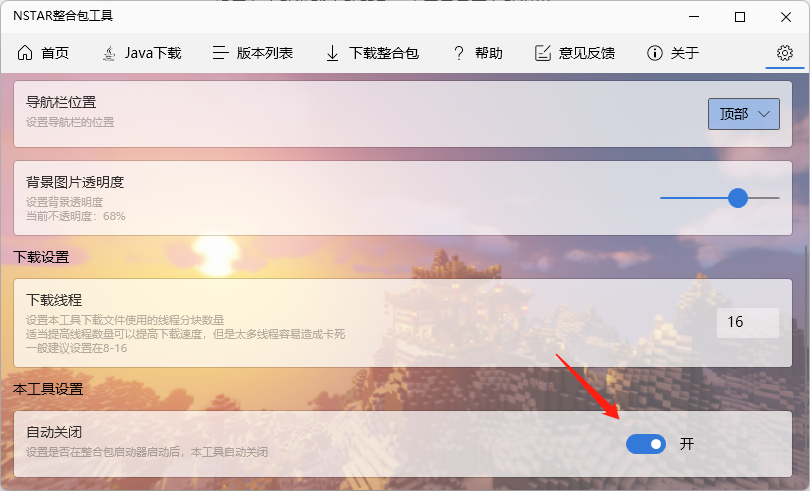 NSTAR整合包工具
首页
Java下载
版本列表
下载整合包
帮助
意见反馈
关于
导航栏位置
设置导航栏的位置
顶部
背景图片透明度
设置背景透明度
当前不透明度：68%
下载设置
下载线程
设置本工具下载文件使用的线程分块数量
适当提高线程数量可以提高下载速度，但是太多线程容易造成卡死
一般建议设置在8-16
16
本工具设置
自动关闭
设置是否在整合包启动器启动后，本工具自动关闭
开